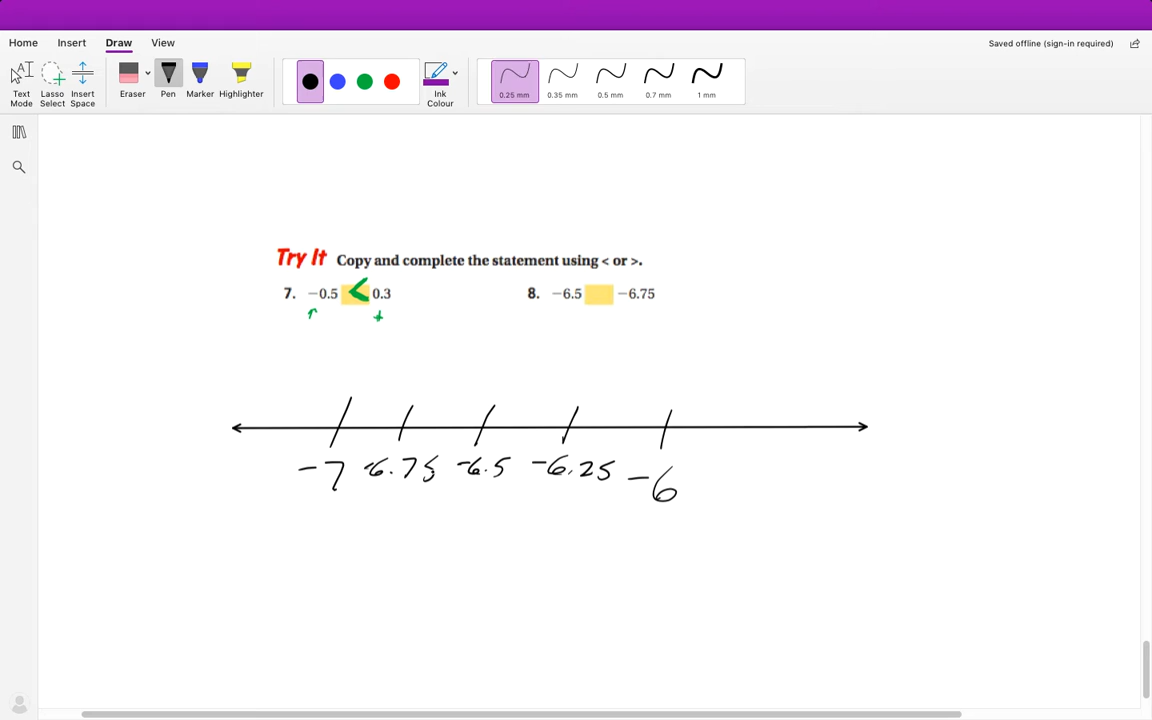 Home Insert Draw View
Saved offline (sign-in required)
Text Mode
Lasso Select
Insert Space
Eraser
Pen
Marker
Highlighter
Ink Colour
0.25 mm 0.35 mm 0.5 mm 0.7 mm 1 mm
Try It Copy and complete the statement using < or >.
7. −0.5 < 0.3 8. −6.5 −6.75
+
-7 -6.75 -6.5 -6.25 -6